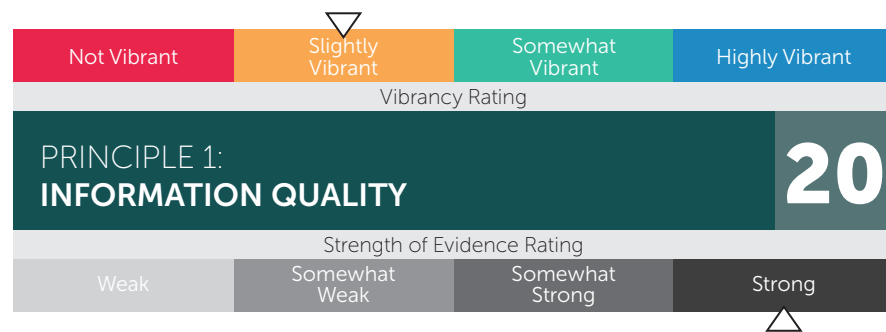 Not Vibrant
Slightly
Vibrant
Somewhat
Vibrant
Highly Vibrant
Vibrancy Rating
PRINCIPLE 1:
INFORMATION QUALITY
20
Strength of Evidence Rating
Weak
Somewhat
Weak
Somewhat
Strong
Strong